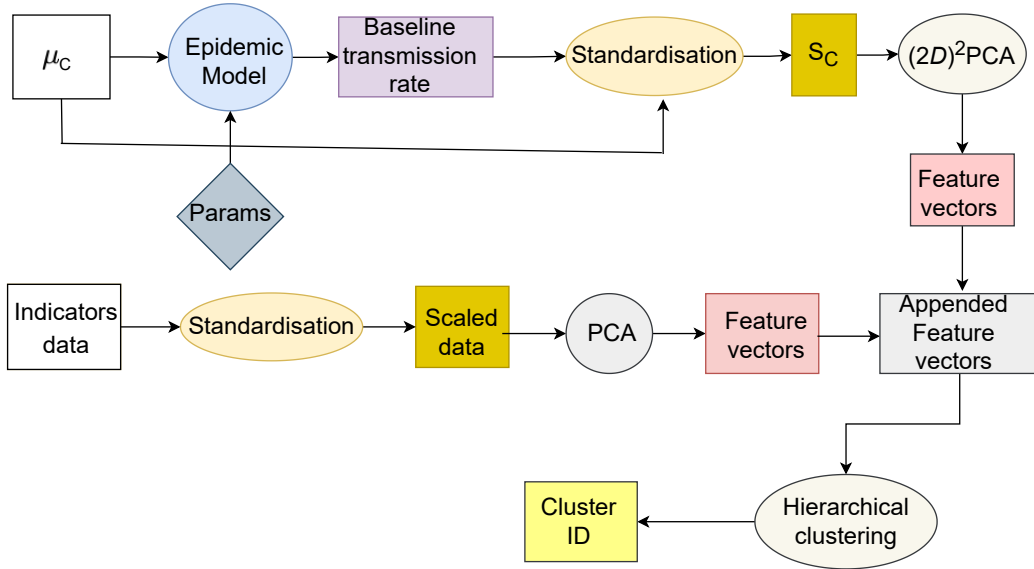 μC
Epidemic
Model
Baseline
transmission
rate
Standardisation
SC
(2D)²PCA
Params
Feature
vectors
Indicators
data
Standardisation
Scaled
data
PCA
Feature
vectors
Appended
Feature
vectors
Cluster
ID
Hierarchical
clustering